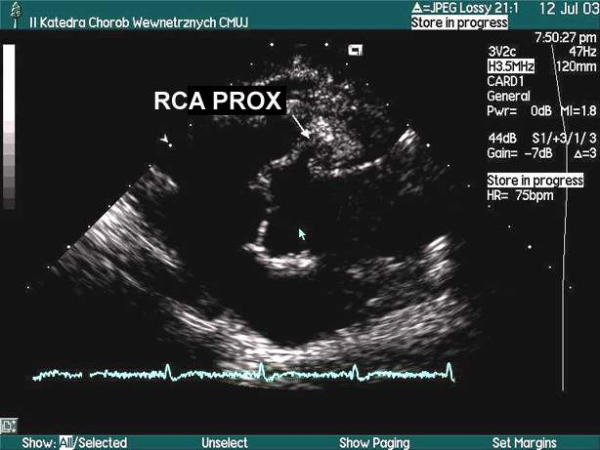 II Katedra Chorob Wewnetrznych CMUJ
Δ=JPEG Lossy 21:1 12 Jul 03
Store in progress
7:50:27 pm
3V2c 47Hz
H3.5MHz 120mm
CARD1
General
Pwr= 0dB MI=1.8
44dB S1/+3/1/3
Gain= -7dB Δ=3
Store in progress
HR= 75bpm
RCA PROX
Show: All/Selected Unselect Show Paging Set Margins